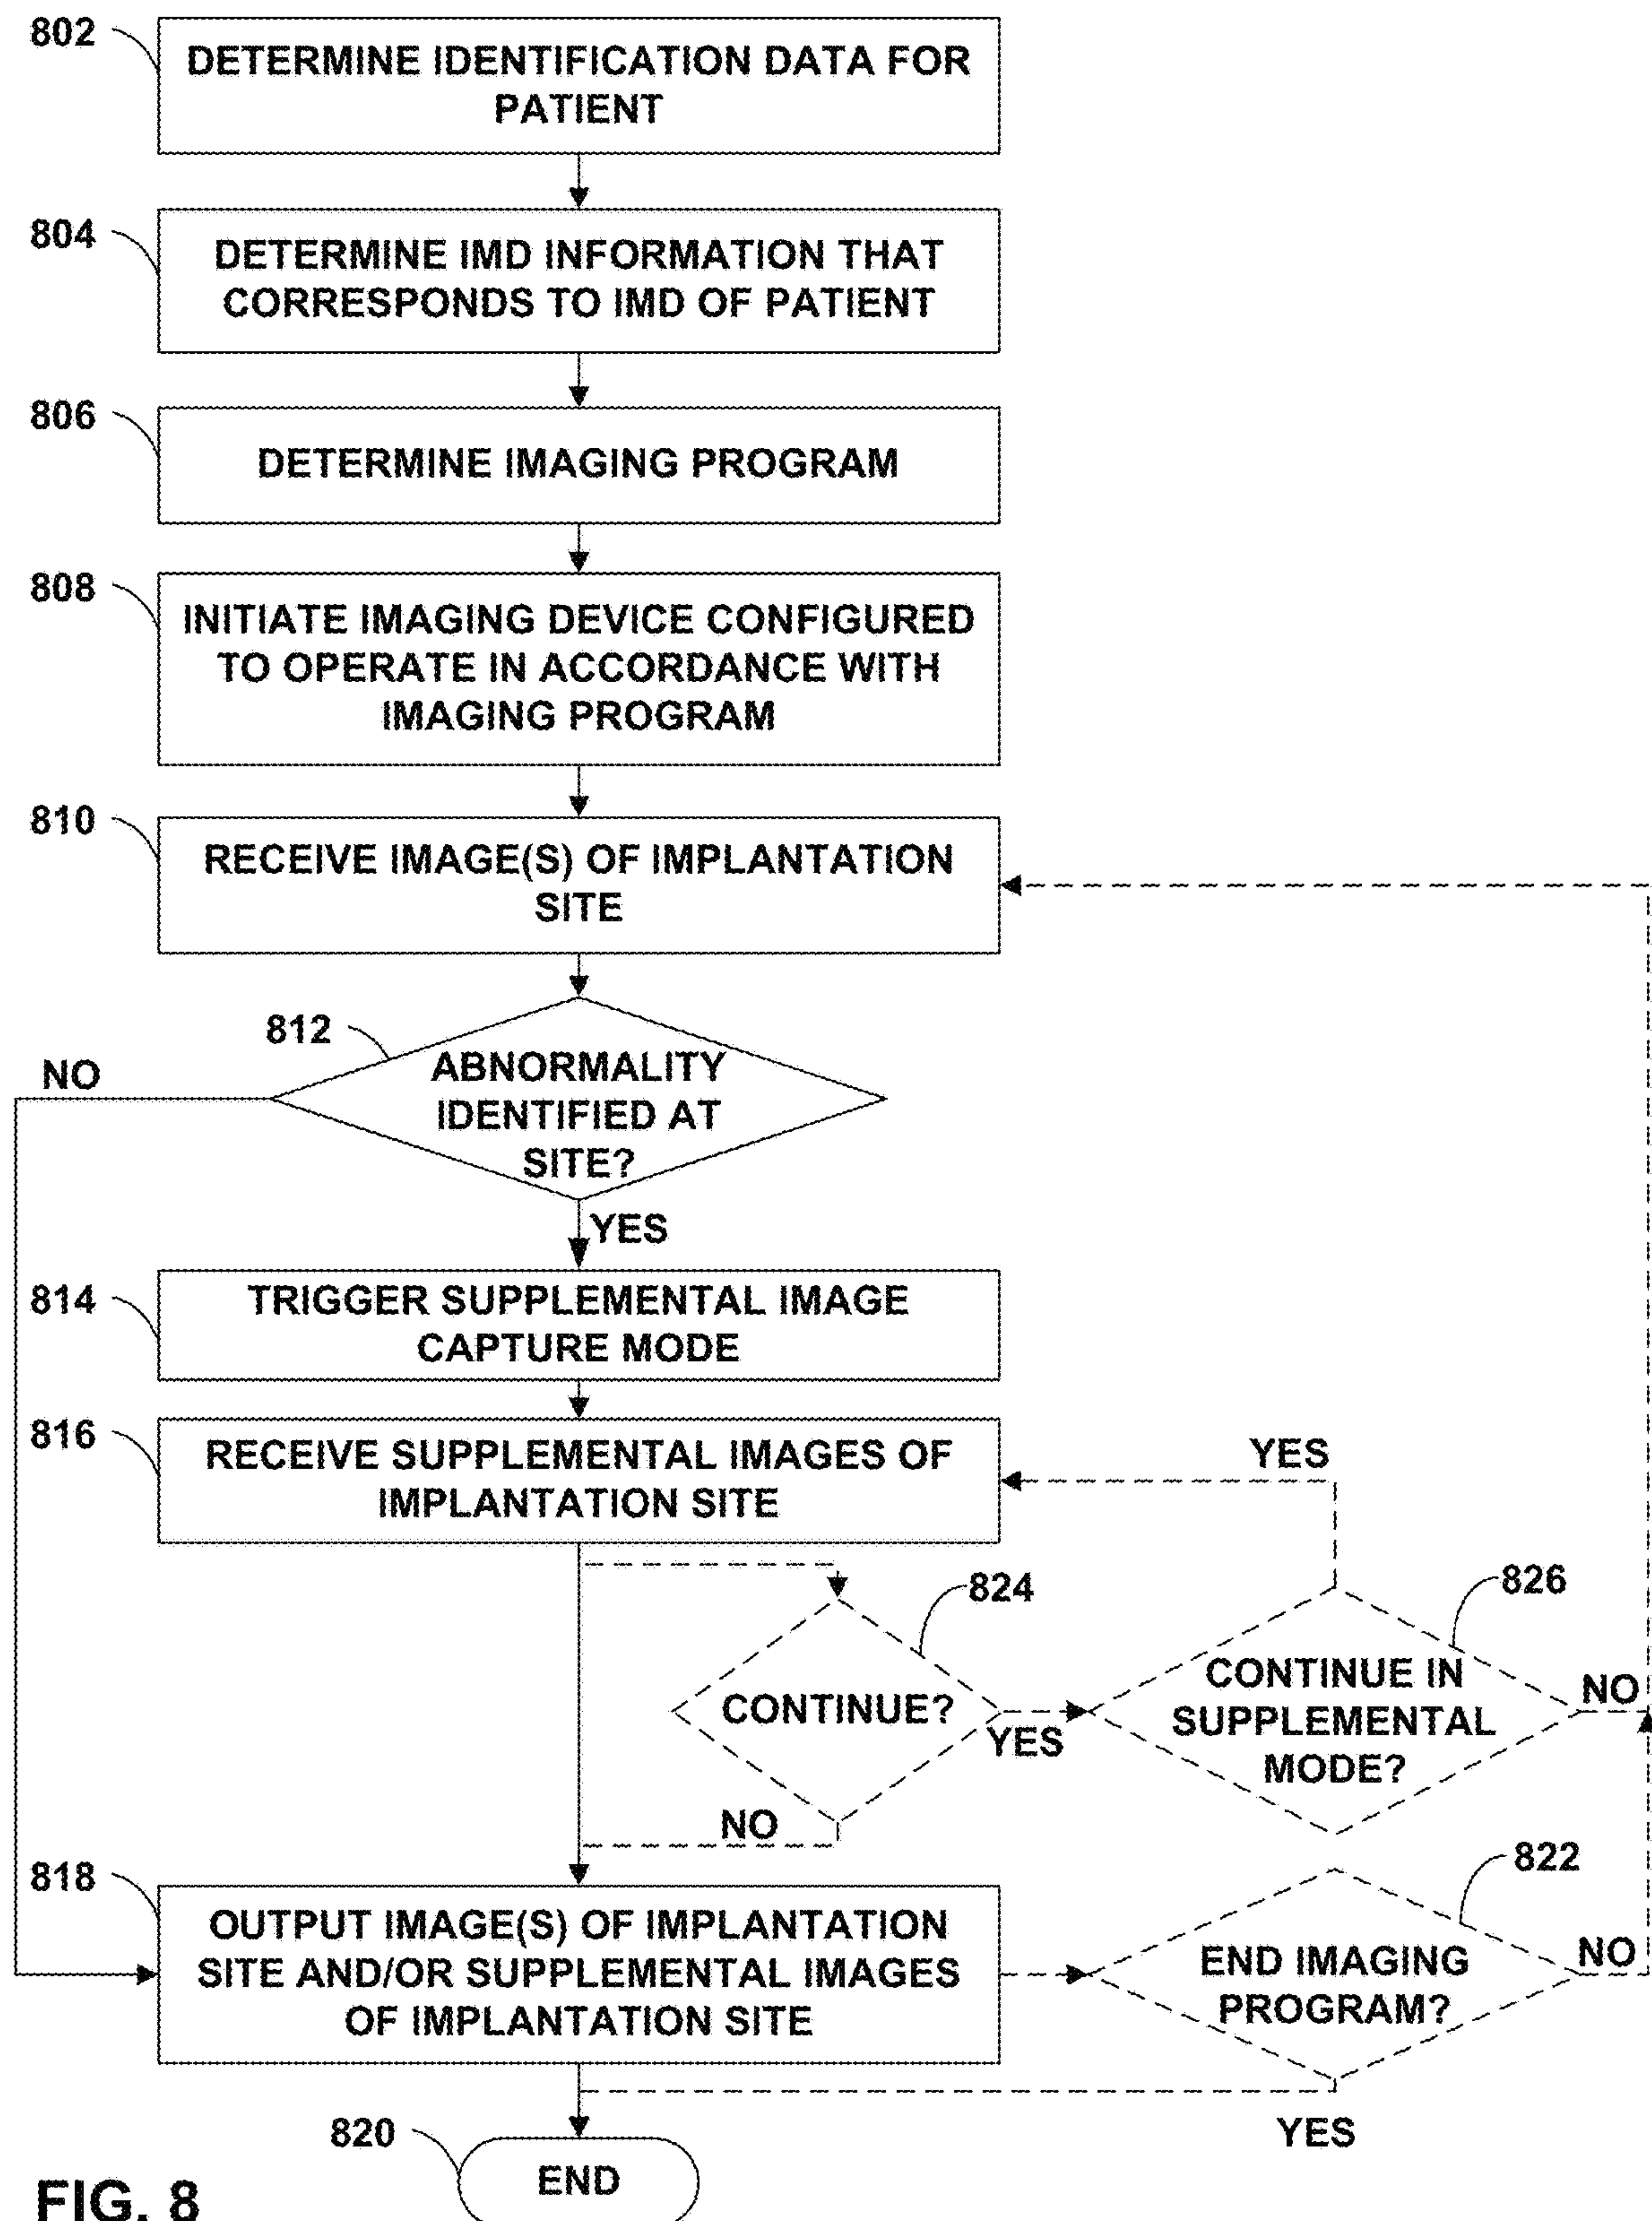 802
DETERMINE IDENTIFICATION DATA FOR
PATIENT
804
DETERMINE IMD INFORMATION THAT
CORRESPONDS TO IMD OF PATIENT
806
DETERMINE IMAGING PROGRAM
808
INITIATE IMAGING DEVICE CONFIGURED
TO OPERATE IN ACCORDANCE WITH
IMAGING PROGRAM
810
RECEIVE IMAGE(S) OF IMPLANTATION
SITE
812
NO
ABNORMALITY
IDENTIFIED AT
SITE?
YES
814
TRIGGER SUPPLEMENTAL IMAGE
CAPTURE MODE
816
RECEIVE SUPPLEMENTAL IMAGES OF
IMPLANTATION SITE
YES
824
826
CONTINUE?
YES
CONTINUE IN
SUPPLEMENTAL
MODE?
NO
NO
818
OUTPUT IMAGE(S) OF IMPLANTATION
SITE AND/OR SUPPLEMENTAL IMAGES
OF IMPLANTATION SITE
822
END IMAGING
PROGRAM?
NO
YES
820
END
FIG. 8